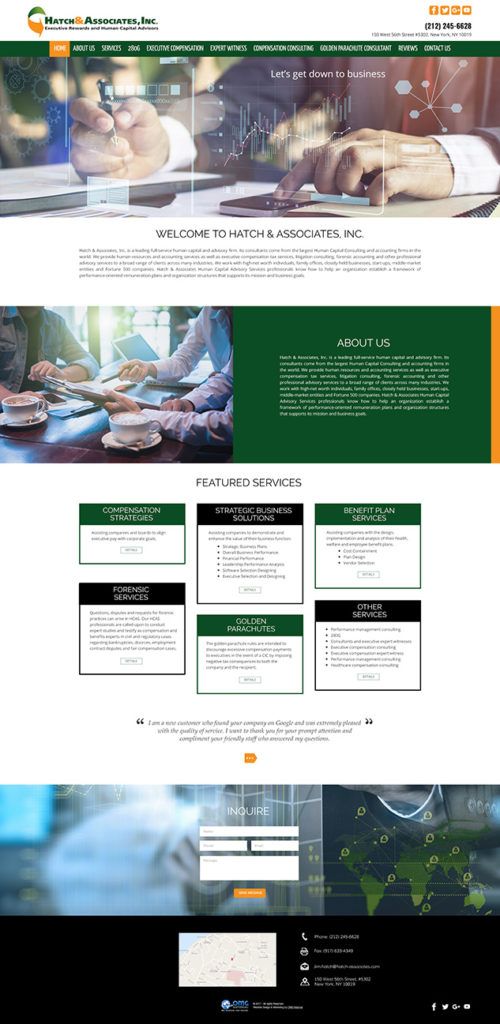 HATCH & ASSOCIATES, INC.
Executive Rewards and Human Capital Advisors
(212) 245-6628
150 West 56th Street #5302, New York, NY 10019
HOME ABOUT US SERVICES 280G EXECUTIVE COMPENSATION EXPERT WITNESS CONPENSATION CONSULTING GOLDEN PARACHUTE CONSULTANT REVIEWS CONTACT US
Let's get down to business
WELCOME TO HATCH & ASSOCIATES, INC.
Hatch & Associates, Inc. is a leading full-service human capital and advisory firm. Its consultants come from the largest Human Capital Consulting and accounting firms in
the world. We provide human resources and accounting services as well as executive compensation tax services, litigation consulting, forensic accounting and other professional
advisory services to a broad range of clients across many industries. We work with high-net worth individuals, family offices, closely held businesses, start-ups, middle-market
entities and Fortune 500 companies. Hatch & Associates Human Capital Advisory Services professionals know how to help an organization establish a framework of
performance-oriented remuneration plans and organization structures that supports its mission and business goals.
ABOUT US
Hatch & Associates, Inc. is a leading full-service human capital and advisory firm. Its
consultants come from the largest Human Capital Consulting and accounting firms in
the world. We provide human resources and accounting services as well as executive
compensation tax services, litigation consulting, forensic accounting and other
professional advisory services to a broad range of clients across many industries. We
work with high-net worth individuals, family offices, closely held businesses, start-ups,
middle-market entities and Fortune 500 companies. Hatch & Associates Human Capital
Advisory Services professionals know how to help an organization establish a
framework of performance-oriented remuneration plans and organization structures
that supports its mission and business goals.
FEATURED SERVICES
COMPENSATION
STRATEGIES
Assisting companies and boards to align
executive pay with corporate goals.
DETAILS
STRATEGIC BUSINESS
SOLUTIONS
Assisting companies to demonstrate and
enhance the value of their business function:
Strategic Business Plans
Overall Business Performance
Financial Performance
Leadership Performance Analysis
Software Selection Designing
Executive Selection and Designing
DETAILS
BENEFIT PLAN
SERVICES
Assisting companies with the design,
implementation and analysis of their health,
welfare and employee benefit plans.
Cost Containment
Plan Design
Vendor Selection
DETAILS
FORENSIC
SERVICES
Questions, disputes and requests for forensic
practices can arise in HCAS. Our HCAS
professionals are called upon to conduct
expert studies and testify as compensation and
benefits experts in civil and regulatory cases
regarding bankruptcies, divorces, employment
contract disputes and fair compensation cases.
DETAILS
GOLDEN
PARACHUTES
The golden parachute rules are intended to
discourage excessive compensation payments
to executives in the event of a CIC by imposing
negative tax consequences to both the
company and the recipient.
DETAILS
OTHER
SERVICES
Performance management consulting
280G
Consultants and executive expert witnesses
Executive compensation consulting
Executive compensation expert witness
Performance management consulting
Healthcare compensation consulting
DETAILS
“ I am a new customer who found your company on Google and was extremely pleased ”
with the quality of service. I want to thank you for your prompt attention and
compliment your friendly staff who answered my questions.
INQUIRE
Name
Phone Email
Message
SEND MESSAGE
Phone: (212) 245-6628
Fax: (917) 633-4349
jim.hatch@hatch-associates.com
150 West 56th Street, #5302
New York, NY 10019
OMG